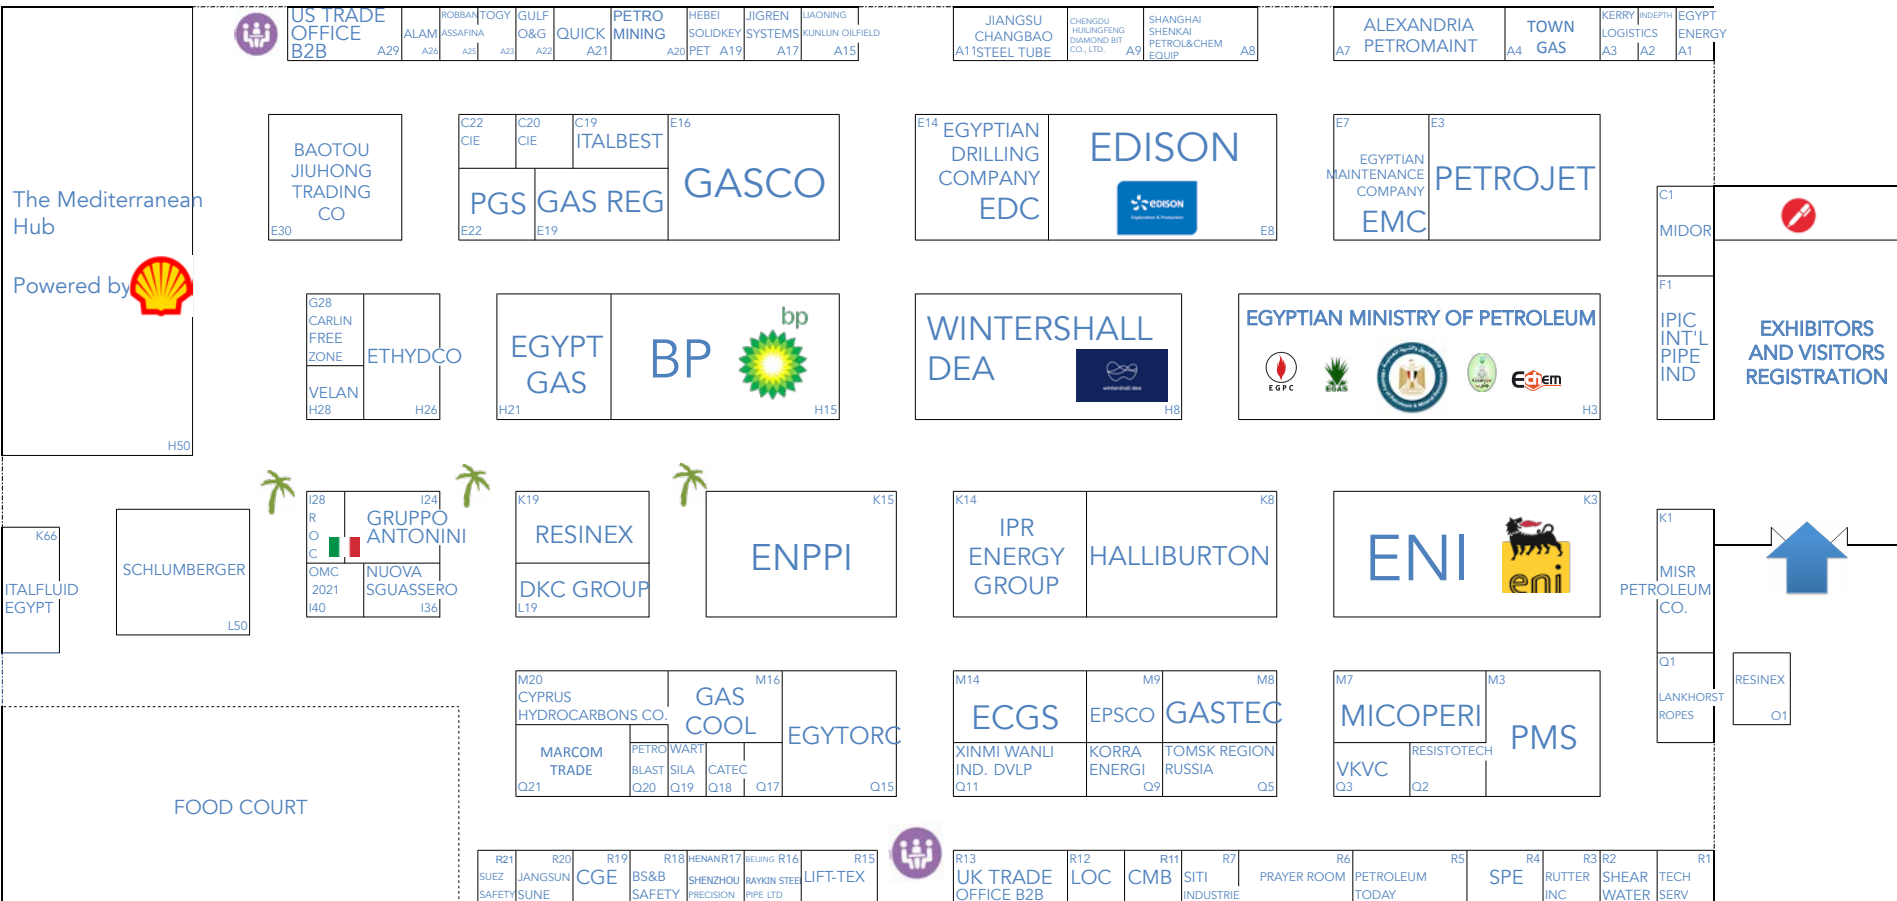 US TRADE
OFFICE
B2B
A29
ALAM
A26
ROBBAN
ASSAFINA
A25
TOGY
A23
GULF
O&G
A22
QUICK
A21
PETRO
MINING
A20
HEBEI
SOLIDKEY
PET A19
JIGREN
SYSTEMS
A17
LIAONING
KUNLUN OILFIELD
A15
JIANGSU
CHANGBAO
A11 STEEL TUBE
CHENGDU
HUILINGFENG
DIAMOND BIT
CO., LTD.
A9
SHANGHAI
SHENKAI
PETROL&CHEM
EQUIP
A8
ALEXANDRIA
PETROMAINT
A7
TOWN
GAS
A4
KERRY
LOGISTICS
A3
INDEPTH
A2
EGYPT
ENERGY
A1
The Mediterranean
Hub
Powered by
H50
BAOTOU
JIUHONG
TRADING
CO
E30
C22
CIE
C20
CIE
C19
ITALBEST
E16
GASCO
PGS
E22
GAS REG
E19
E14
EGYPTIAN
DRILLING
COMPANY
EDC
EDISON
EDISON
Exploration & Production
E8
E7
EGYPTIAN
MAINTENANCE
COMPANY
EMC
E3
PETROJET
C1
MIDOR
F1
IPIC
INT'L
PIPE
IND
EXHIBITORS
AND VISITORS
REGISTRATION
G28
CARLIN
FREE
ZONE
ETHYDCO
VELAN
H28
H26
EGYPT
GAS
H21
BP
bp
H15
WINTERSHALL
DEA
wintershall dea
H8
EGYPTIAN MINISTRY OF PETROLEUM
EGPC
EGAS
Echem
H3
K66
ITALFLUID
EGYPT
SCHLUMBERGER
L50
I28
R
O
C
I24
GRUPPO
ANTONINI
OMC
2021
I40
NUOVA
SGUASSERO
I36
K19
RESINEX
DKC GROUP
L19
K15
ENPPI
K14
IPR
ENERGY
GROUP
K8
HALLIBURTON
K3
ENI
eni
K1
MISR
PETROLEUM
CO.
Q1
LANKHORST
ROPES
RESINEX
O1
FOOD COURT
M20
CYPRUS
HYDROCARBONS CO.
M16
GAS
COOL
EGYTORC
MARCOM
TRADE
Q21
PETRO
BLAST
Q20
WART
SILA
Q19
CATEC
Q18
Q17
Q15
M14
ECGS
M9
EPSCO
M8
GASTEC
XINMI WANLI
IND. DVLP
Q11
KORRA
ENERGI
Q9
TOMSK REGION
RUSSIA
Q5
M7
MICOPERI
M3
PMS
VKVC
Q3
RESISTOTECH
Q2
R21
SUEZ
SAFETY
R20
JANGSUN
SUNE
R19
CGE
R18
BS&B
SAFETY
HENAN R17
SHENZHOU
PRECISION
BEIJING R16
RAYKIN STEEL
PIPE LTD
R15
LIFT-TEX
R13
UK TRADE
OFFICE B2B
R12
LOC
R11
CMB
R7
SITI
INDUSTRIE
R6
PRAYER ROOM
R5
PETROLEUM
TODAY
R4
SPE
R3
RUTTER
INC
R2
SHEAR
WATER
R1
TECH
SERV